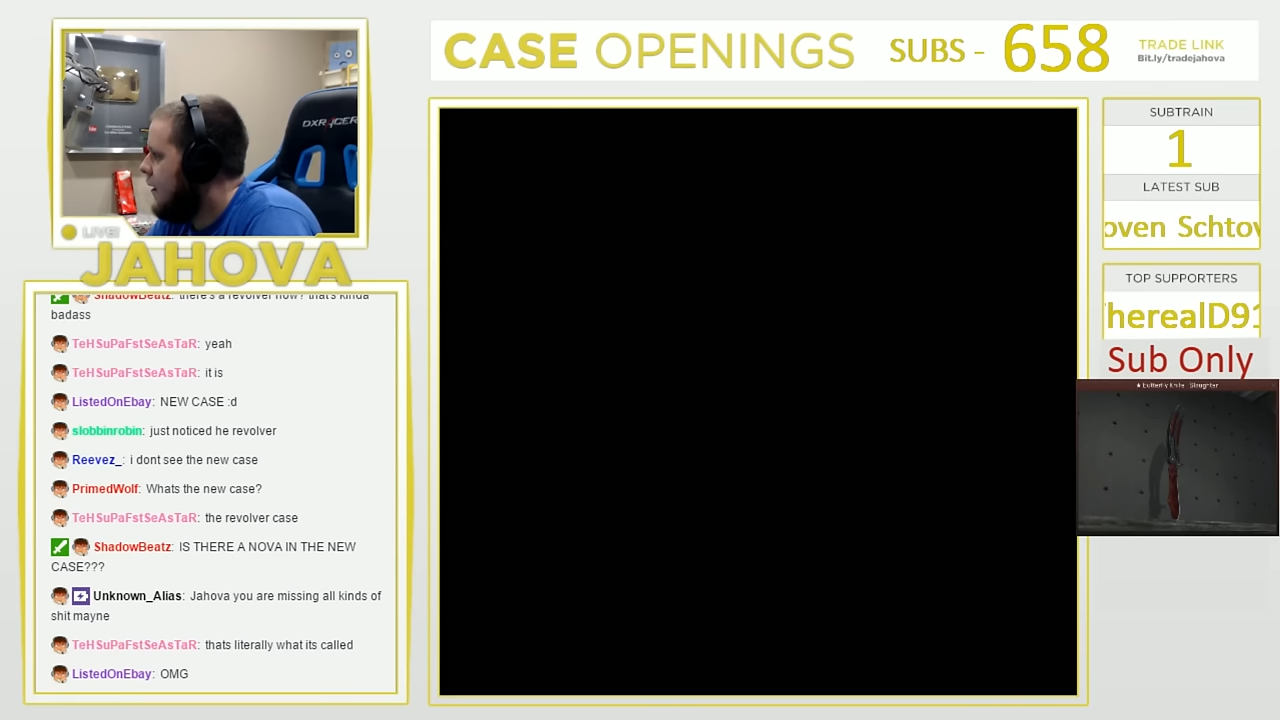 CASE OPENINGS
SUBS - 658
TRADE LINK
Bit.ly/tradejahova
DXRACER
LIVE!
JAHOVA
ShadowBeatz: there's a revolver now? that's kinda
badass
TeHSuPaFstSeAsTaR: yeah
TeHSuPaFstSeAsTaR: it is
ListedOnEbay: NEW CASE :d
slobbinrobin: just noticed he revolver
Reevez_: i dont see the new case
PrimedWolf: Whats the new case?
TeHSuPaFstSeAsTaR: the revolver case
ShadowBeatz: IS THERE A NOVA IN THE NEW
CASE???
Unknown_Alias: Jahova you are missing all kinds of
shit mayne
TeHSuPaFstSeAsTaR: thats literally what its called
ListedOnEbay: OMG
SUBTRAIN
1
LATEST SUB
oven Schtov
TOP SUPPORTERS
herealD91
Sub Only
★ Butterfly Knife | Slaughter